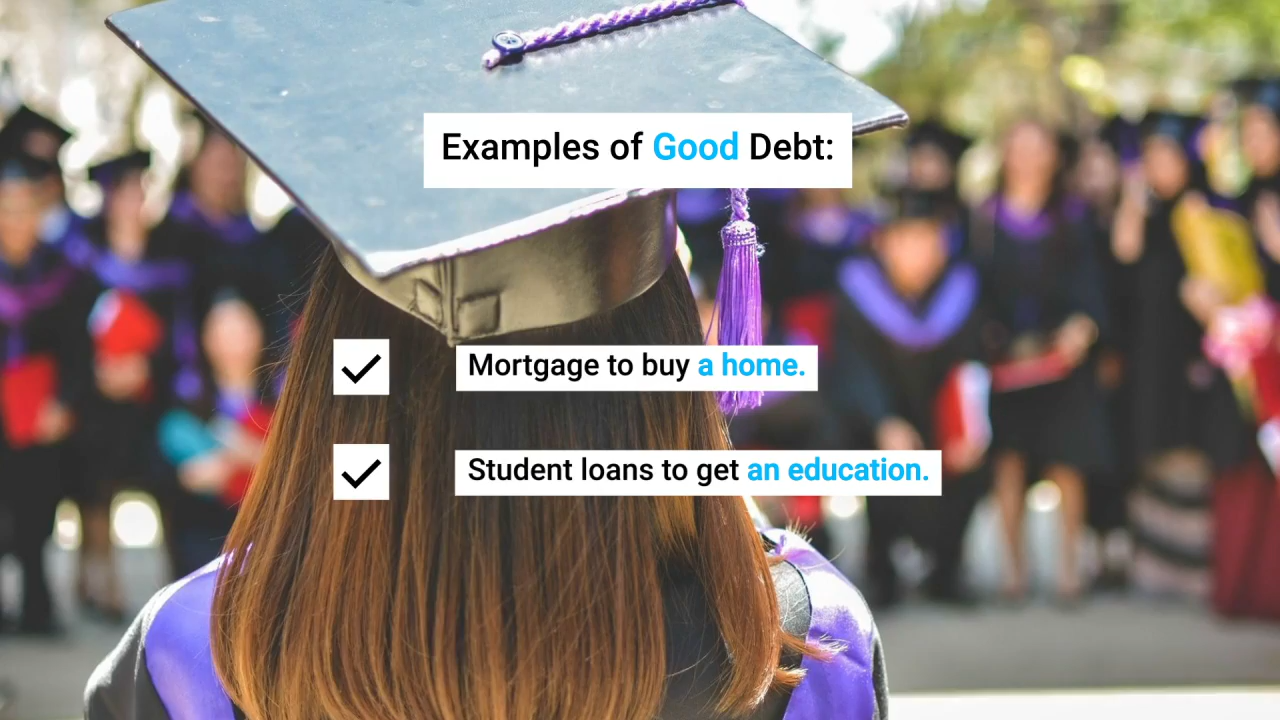 Examples of Good Debt:
Mortgage to buy a home.
Student loans to get an education.